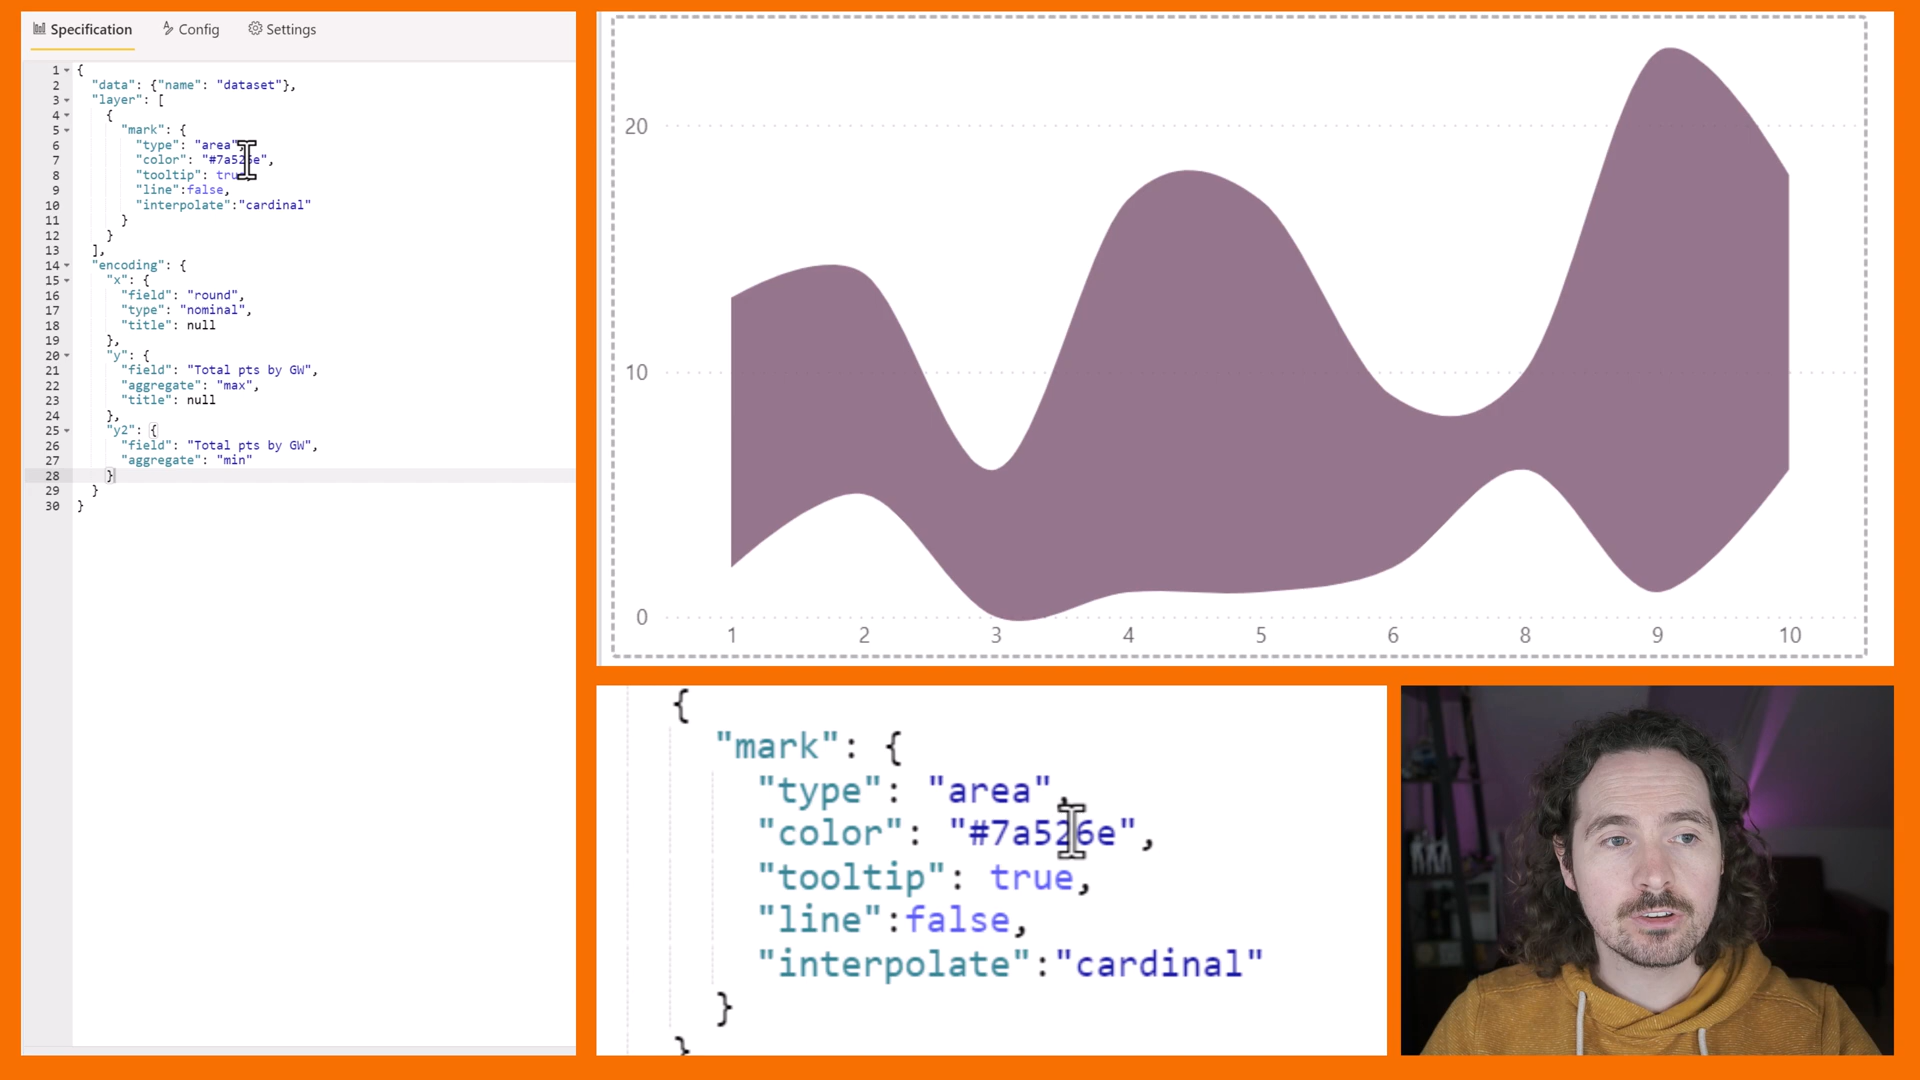 Specification Config Settings
1 {
2 "data": {"name": "dataset"},
3 "layer": [
4 {
5 "mark": {
6 "type": "area",
7 "color": "#7a526e",
8 "tooltip": true,
9 "line":false,
10 "interpolate":"cardinal"
11 }
12 }
13 ],
14 "encoding": {
15 "x": {
16 "field": "round",
17 "type": "nominal",
18 "title": null
19 },
20 "y": {
21 "field": "Total pts by GW",
22 "aggregate": "max",
23 "title": null
24 },
25 "y2": {
26 "field": "Total pts by GW",
27 "aggregate": "min"
28 }
29 }
30 }
20
10
0
1 2 3 4 5 6 8 9 10
{
"mark": {
"type": "area",
"color": "#7a526e",
"tooltip": true,
"line":false,
"interpolate":"cardinal"
}
}